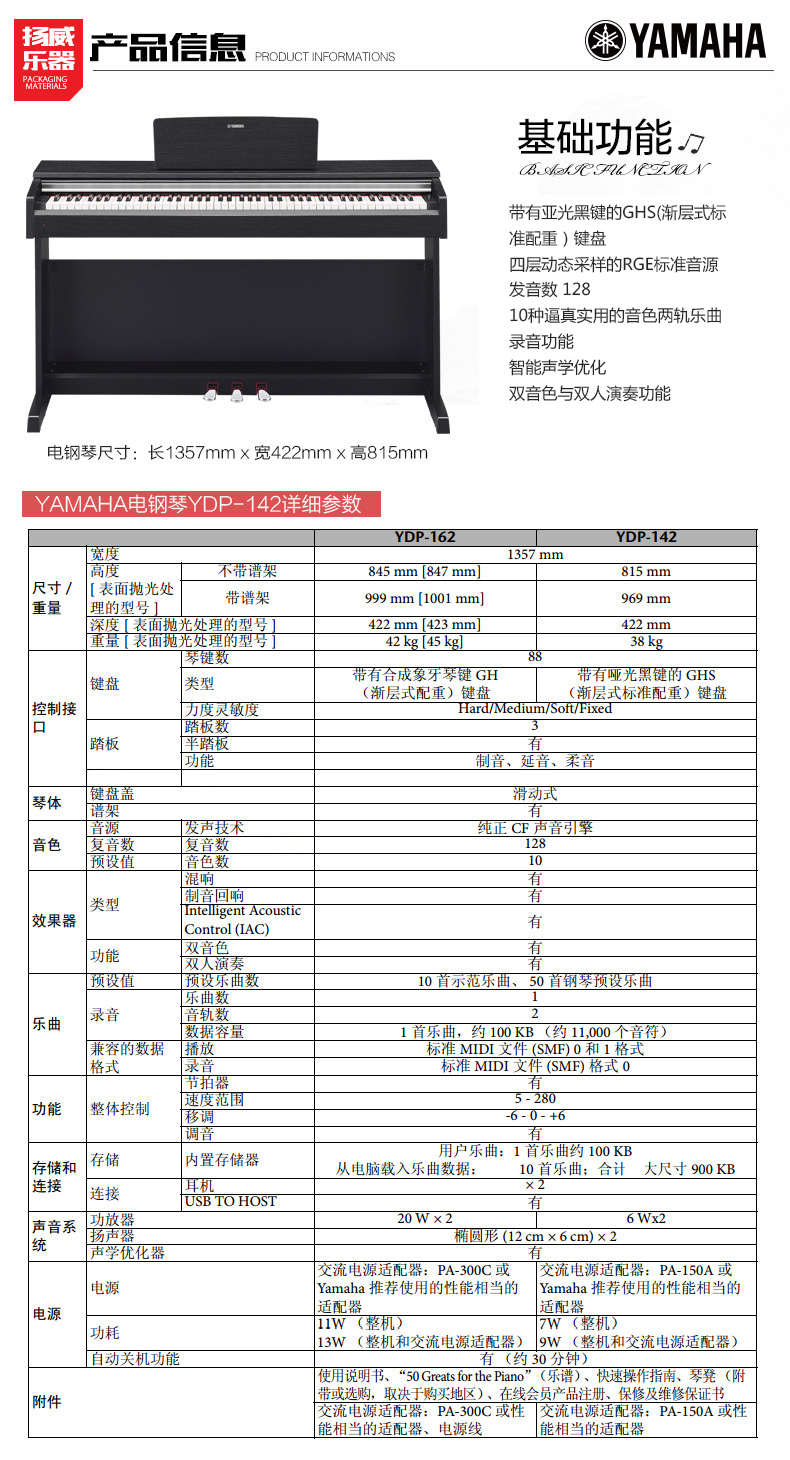 扬威
乐器
PACKAGING
MATERIALS
产品信息 PRODUCT INFORMATIONS
YAMAHA
YAMAHA
基础功能
BASIC FUNCTION
带有亚光黑键的GHS(渐层式标
准配重）键盘
四层动态采样的RGE标准音源
发音数 128
10种逼真实用的音色两轨乐曲
录音功能
智能声学优化
双音色与双人演奏功能
电钢琴尺寸：长1357mm x 宽422mm x 高815mm
YAMAHA电钢琴YDP-142详细参数
YDP-162 YDP-142
尺寸 /
重量
宽度 1357 mm
高度
[ 表面抛光处
理的型号 ]
不带谱架 845 mm [847 mm] 815 mm
带谱架 999 mm [1001 mm] 969 mm
深度 [ 表面抛光处理的型号 ] 422 mm [423 mm] 422 mm
重量 [ 表面抛光处理的型号 ] 42 kg [45 kg] 38 kg
控制接
口
键盘
琴键数 88
类型
带有合成象牙琴键 GH
（渐层式配重）键盘
带有哑光黑键的 GHS
（渐层式标准配重）键盘
力度灵敏度 Hard/Medium/Soft/Fixed
踏板
踏板数 3
半踏板 有
功能 制音、延音、柔音
琴体
键盘盖 滑动式
谱架 有
音色
音源 发声技术 纯正 CF 声音引擎
复音数 复音数 128
预设值 音色数 10
效果器
类型
混响 有
制音回响 有
Intelligent Acoustic
Control (IAC)
有
功能
双音色 有
双人演奏 有
乐曲
预设值 预设乐曲数 10 首示范乐曲、 50 首钢琴预设乐曲
录音
乐曲数 1
音轨数 2
数据容量 1 首乐曲，约 100 KB （约 11,000 个音符）
兼容的数据
格式
播放 标准 MIDI 文件 (SMF) 0 和 1 格式
录音 标准 MIDI 文件 (SMF) 格式 0
功能
整体控制
节拍器 有
速度范围 5 - 280
移调 -6 - 0 - +6
调音 有
存储和
连接
存储 内置存储器
用户乐曲：1 首乐曲约 100 KB
从电脑载入乐曲数据： 10 首乐曲；合计 大尺寸 900 KB
连接
耳机 × 2
USB TO HOST 有
声音系
统
功放器 20 W × 2 6 Wx2
扬声器 椭圆形 (12 cm × 6 cm) × 2
声学优化器 有
电源
电源
交流电源适配器：PA-300C 或
Yamaha 推荐使用的性能相当的
适配器
交流电源适配器：PA-150A 或
Yamaha 推荐使用的性能相当的
适配器
功耗
11W （整机）
13W （整机和交流电源适配器）
7W （整机）
9W （整机和交流电源适配器）
自动关机功能 有 （约 30 分钟）
附件
使用说明书、“50 Greats for the Piano”（乐谱）、快速操作指南、琴凳 （附
带或选购，取决于购买地区）、在线会员产品注册、保修及维修保证书
交流电源适配器：PA-300C 或性
能相当的适配器、电源线
交流电源适配器：PA-150A 或性
能相当的适配器